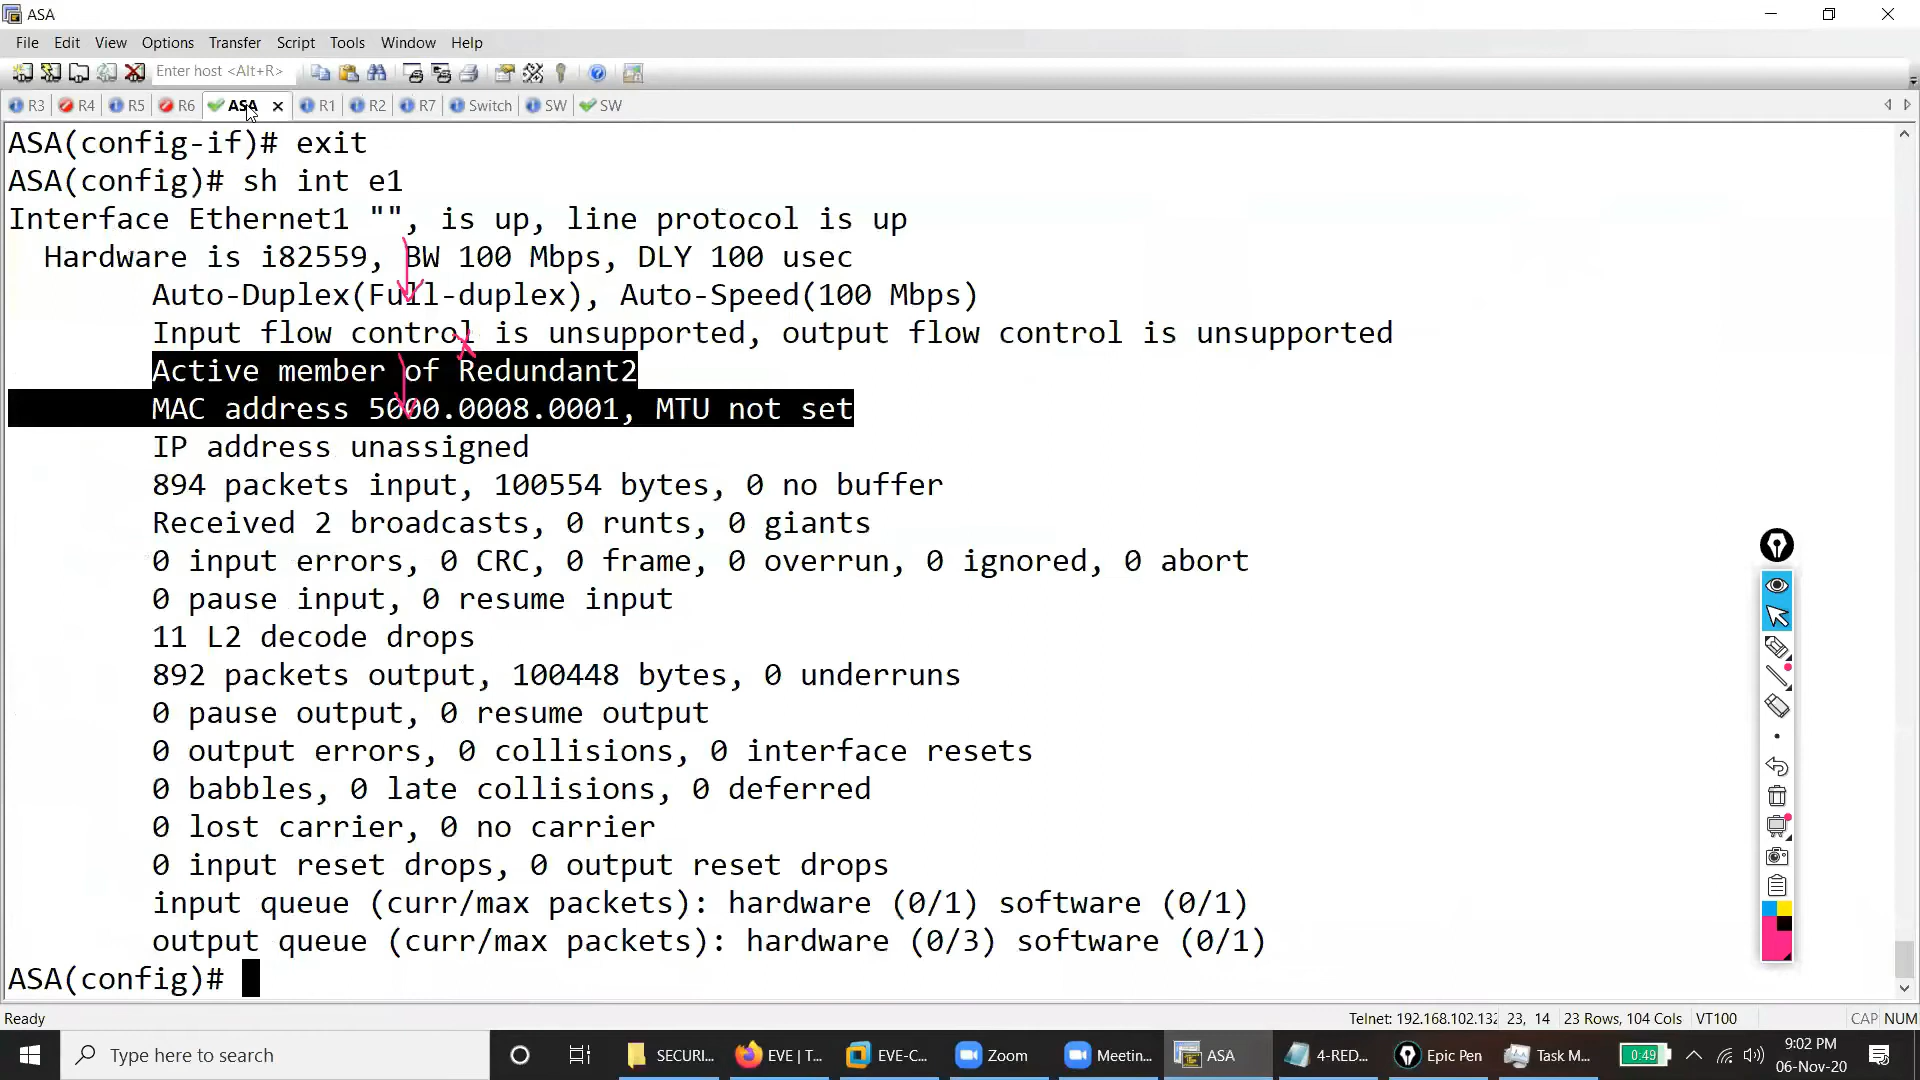 ASA
File Edit View Options Transfer Script Tools Window Help
Enter host <Alt+R>
R3 R4 R5 R6 ASA R1 R2 R7 Switch SW SW
ASA(config-if)# exit
ASA(config)# sh int e1
Interface Ethernet1 "", is up, line protocol is up
Hardware is i82559, BW 100 Mbps, DLY 100 usec
Auto-Duplex(Full-duplex), Auto-Speed(100 Mbps)
Input flow control is unsupported, output flow control is unsupported
Active member of Redundant2
MAC address 5000.0008.0001, MTU not set
IP address unassigned
894 packets input, 100554 bytes, 0 no buffer
Received 2 broadcasts, 0 runts, 0 giants
0 input errors, 0 CRC, 0 frame, 0 overrun, 0 ignored, 0 abort
0 pause input, 0 resume input
11 L2 decode drops
892 packets output, 100448 bytes, 0 underruns
0 pause output, 0 resume output
0 output errors, 0 collisions, 0 interface resets
0 babbles, 0 late collisions, 0 deferred
0 lost carrier, 0 no carrier
0 input reset drops, 0 output reset drops
input queue (curr/max packets): hardware (0/1) software (0/1)
output queue (curr/max packets): hardware (0/3) software (0/1)
ASA(config)#
Ready Telnet: 192.168.102.132 23, 14 23 Rows, 104 Cols VT100 CAP NUM
Type here to search SECURI... EVE | T... EVE-C... Zoom Meetin... ASA 4-RED... Epic Pen Task M... 0:49 9:02 PM
06-Nov-20